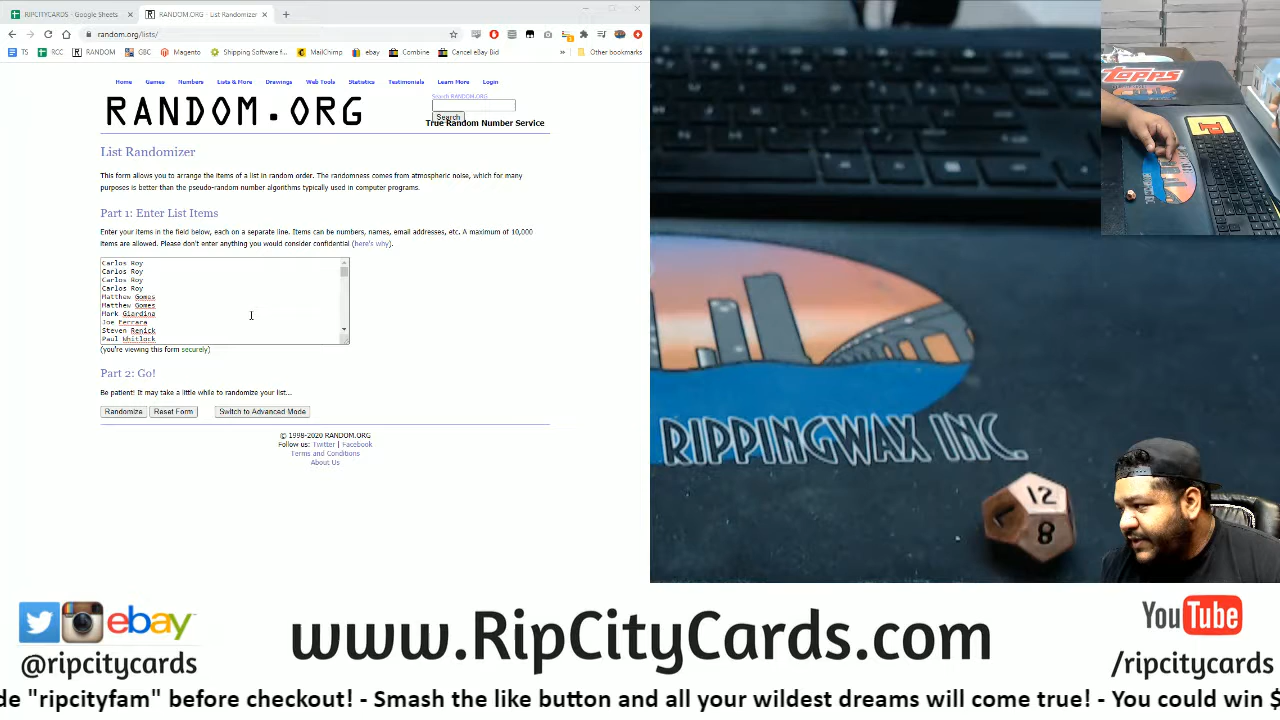 RIPCITYCARDS - Google Sheets
RANDOM.ORG - List Randomizer
random.org/lists/
TS
RCC
RANDOM
GBC
Magento
Shipping Software f...
MailChimp
ebay
Combine
Cancel eBay Bid
Other bookmarks
Home
Games
Numbers
Lists & More
Drawings
Web Tools
Statistics
Testimonials
Learn More
Login
RANDOM.ORG
Search RANDOM.ORG
Search
True Random Number Service
List Randomizer
This form allows you to arrange the items of a list in random order. The randomness comes from atmospheric noise, which for many
purposes is better than the pseudo-random number algorithms typically used in computer programs.
Part 1: Enter List Items
Enter your items in the field below, each on a separate line. Items can be numbers, names, email addresses, etc. A maximum of 10,000
items are allowed. Please don't enter anything you would consider confidential (here's why).
Carlos Roy
Carlos Roy
Carlos Roy
Carlos Roy
Matthew Gomes
Matthew Gomes
Mark Giardina
Joe Ferrara
Steven Renick
Paul Whitlock
(you're viewing this form securely)
Part 2: Go!
Be patient! It may take a little while to randomize your list...
Randomize
Reset Form
Switch to Advanced Mode
© 1998-2020 RANDOM.ORG
Follow us: Twitter | Facebook
Terms and Conditions
About Us
topps
RIPPINGWAX INC.
12
8
ebay
@ripcitycards
www.RipCityCards.com
YouTube
/ripcitycards
de "ripcityfam" before checkout! - Smash the like button and all your wildest dreams will come true! - You could win $